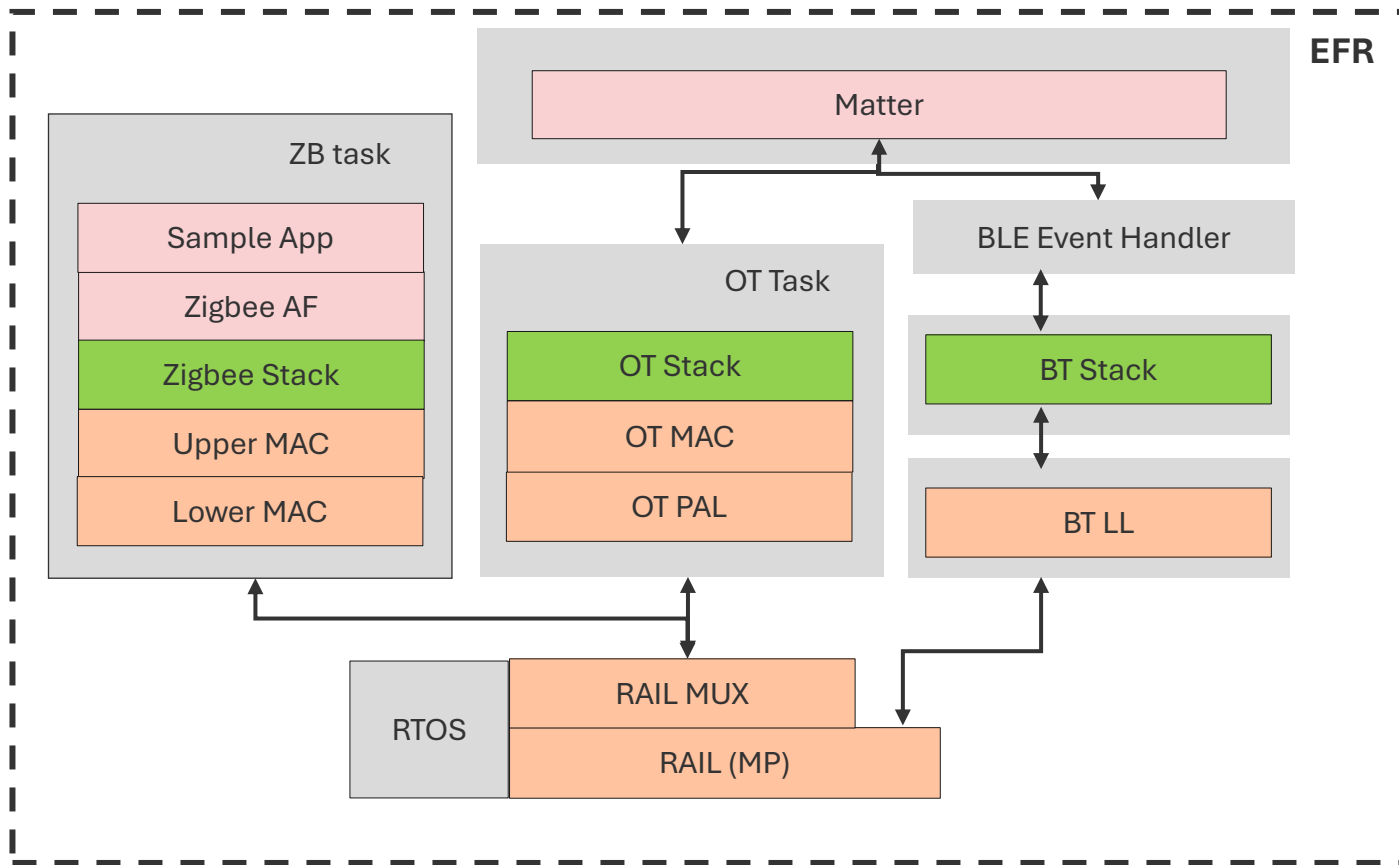 EFR
Matter
ZB task
Sample App
Zigbee AF
Zigbee Stack
Upper MAC
Lower MAC
OT Task
OT Stack
OT MAC
OT PAL
BLE Event Handler
BT Stack
BT LL
RTOS
RAIL MUX
RAIL (MP)